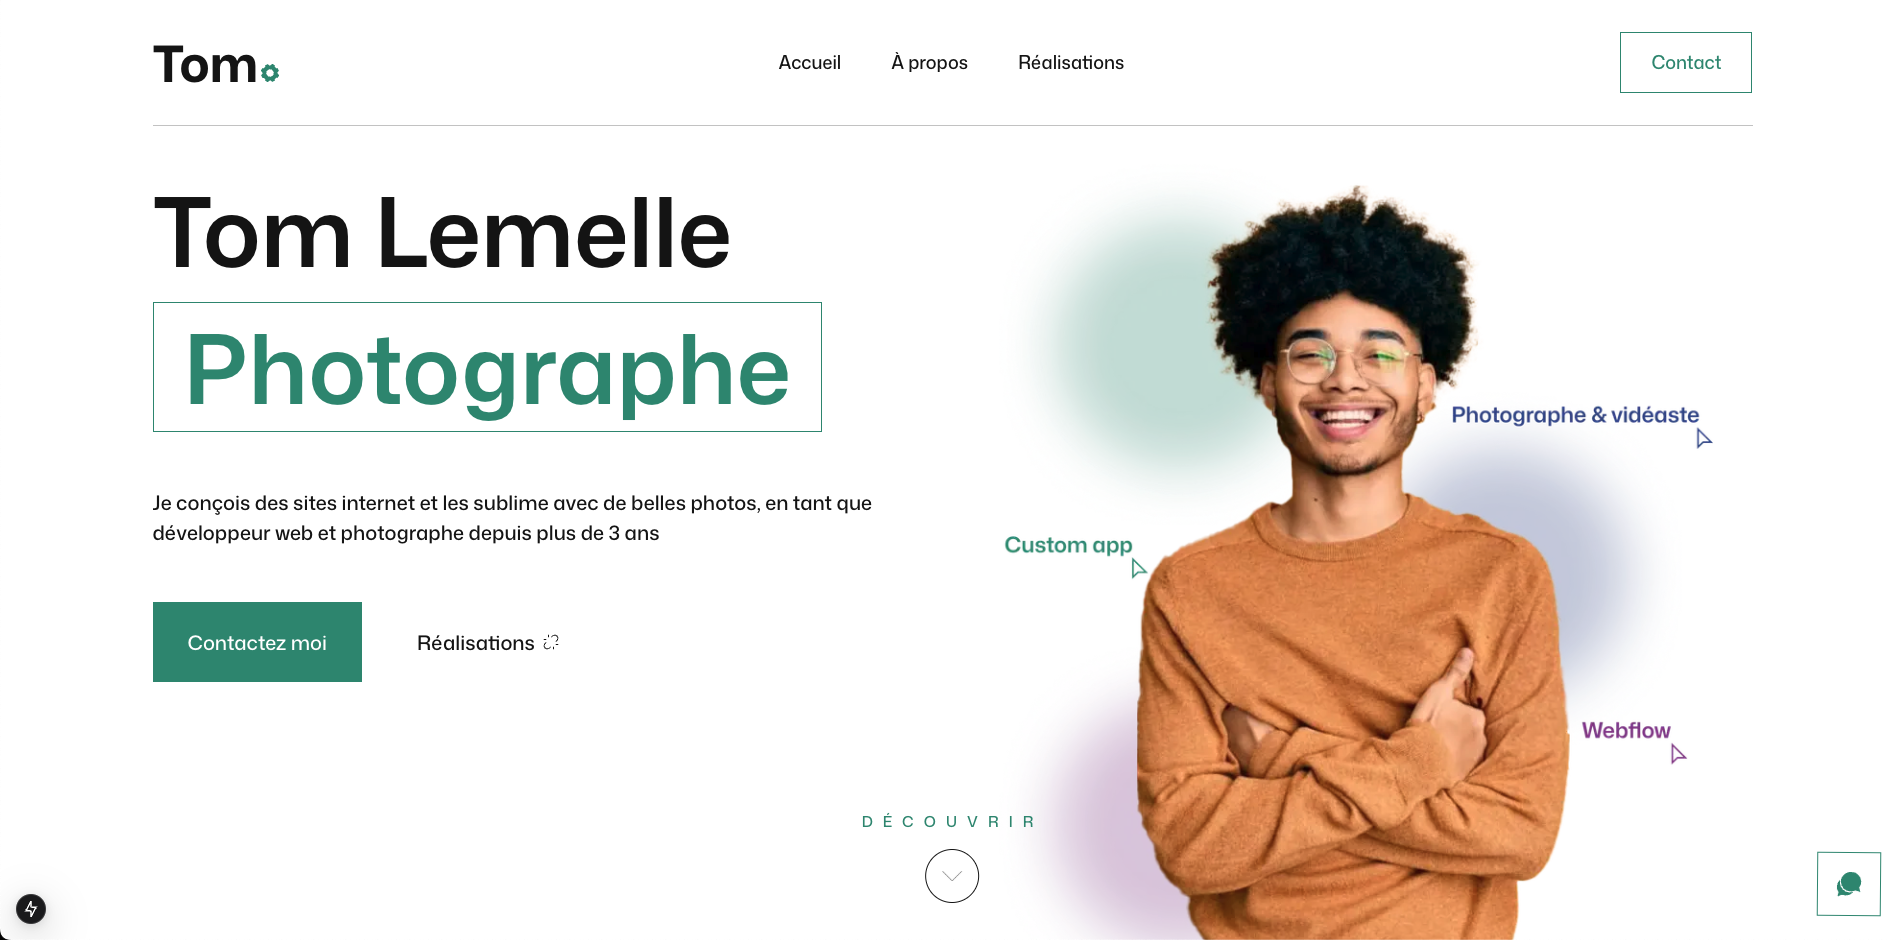 Tom
Accueil
À propos
Réalisations
Contact
Tom Lemelle
Photographe
Je conçois des sites internet et les sublime avec de belles photos, en tant que
développeur web et photographe depuis plus de 3 ans
Contactez moi
Réalisations
Photographe & vidéaste
Custom app
Webflow
DÉCOUVRIR